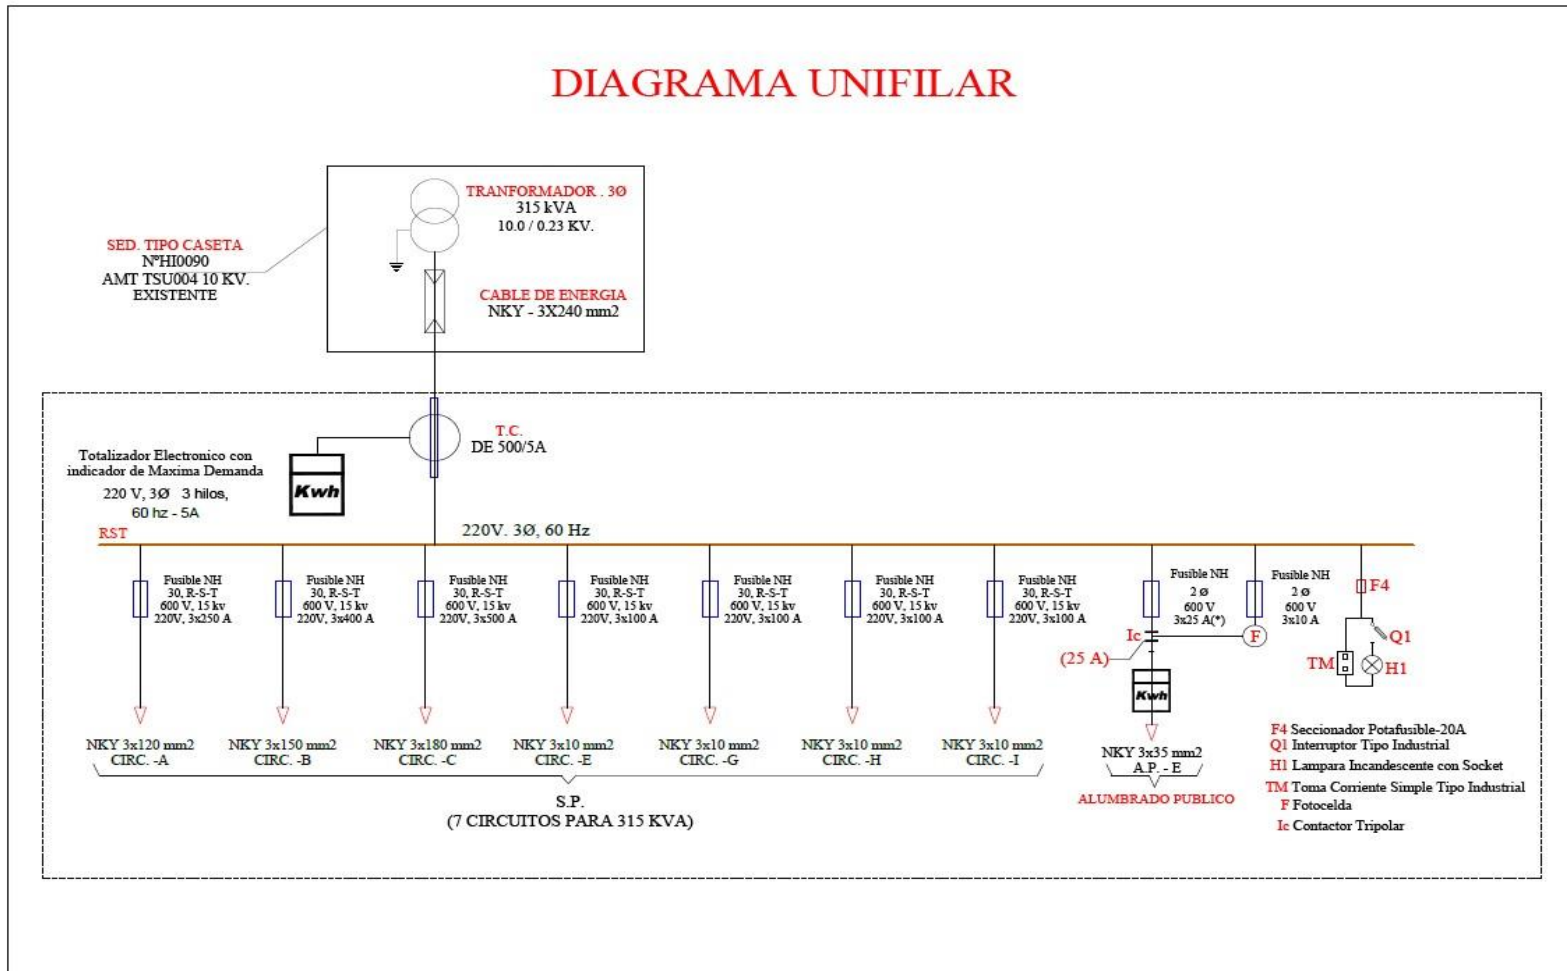 DIAGRAMA UNIFILAR
TRANFORMADOR . 3Ø
315 kVA
10.0 / 0.23 KV.
SED. TIPO CASETA
NºHI0090
AMT TSU004 10 KV.
EXISTENTE
CABLE DE ENERGIA
NKY - 3X240 mm2
T.C.
DE 500/5A
Totalizador Electronico con
indicador de Maxima Demanda
220 V, 3Ø 3 hilos,
60 hz - 5A
Kwh
RST
220V. 3Ø, 60 Hz
Fusible NH
30, R-S-T
600 V, 15 kv
220V, 3x250 A
Fusible NH
30, R-S-T
600 V, 15 kv
220V, 3x400 A
Fusible NH
30, R-S-T
600 V, 15 kv
220V, 3x500 A
Fusible NH
30, R-S-T
600 V, 15 kv
220V, 3x100 A
Fusible NH
30, R-S-T
600 V, 15 kv
220V, 3x100 A
Fusible NH
30, R-S-T
600 V, 15 kv
220V, 3x100 A
Fusible NH
30, R-S-T
600 V, 15 kv
220V, 3x100 A
Fusible NH
2 ø
600 V
3x25 A(*)
Fusible NH
2 ø
600 V
3x10 A
F4
Ic
F
Q1
(25 A)
TM
H1
Kwh
NKY 3x120 mm2
CIRC. -A
NKY 3x150 mm2
CIRC. -B
NKY 3x180 mm2
CIRC. -C
NKY 3x10 mm2
CIRC. -E
NKY 3x10 mm2
CIRC. -G
NKY 3x10 mm2
CIRC. -H
NKY 3x10 mm2
CIRC. -I
NKY 3x35 mm2
A.P. - E
ALUMBRADO PUBLICO
S.P.
(7 CIRCUITOS PARA 315 KVA)
F4 Seccionador Potafusible-20A
Q1 Interruptor Tipo Industrial
H1 Lampara Incandescente con Socket
TM Toma Corriente Simple Tipo Industrial
F Fotocelda
Ic Contactor Tripolar